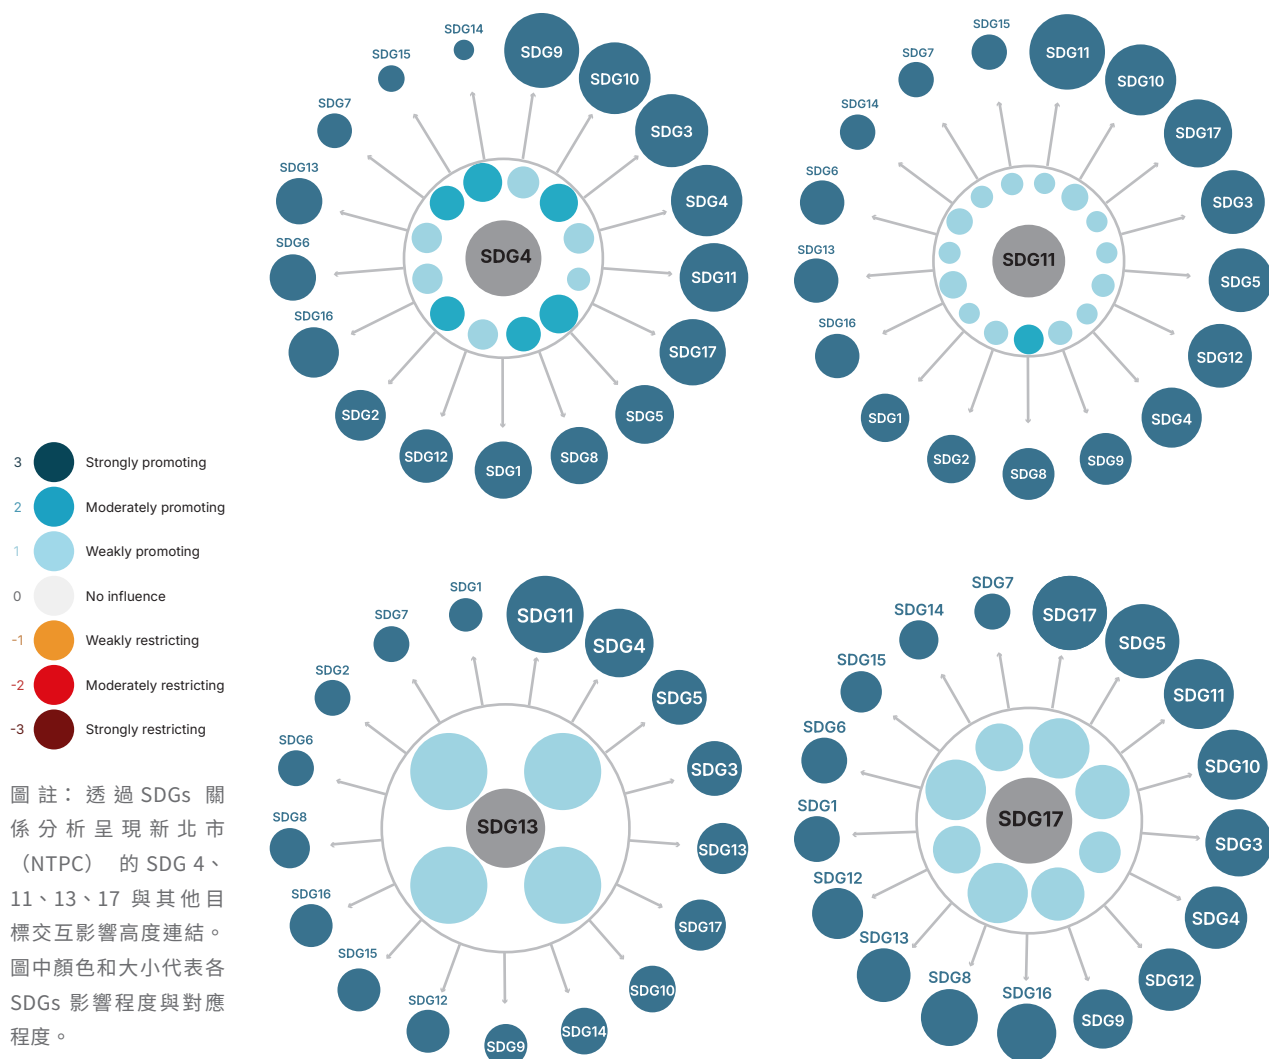 SDG14
SDG9
SDG10
SDG3
SDG4
SDG11
SDG17
SDG5
SDG8
SDG1
SDG12
SDG2
SDG16
SDG6
SDG13
SDG7
SDG15
SDG4
SDG15
SDG11
SDG10
SDG17
SDG3
SDG5
SDG12
SDG4
SDG9
SDG8
SDG2
SDG1
SDG16
SDG13
SDG6
SDG14
SDG7
SDG11
3 Strongly promoting
2 Moderately promoting
1 Weakly promoting
0 No influence
-1 Weakly restricting
-2 Moderately restricting
-3 Strongly restricting
圖註：透過SDGs 關
係分析呈現新北市
（NTPC） 的 SDG 4、
11、13、17 與其他目
標交互影響高度連結。
圖中顏色和大小代表各
SDGs 影響程度與對應
程度。
SDG1
SDG11
SDG4
SDG5
SDG3
SDG13
SDG17
SDG10
SDG14
SDG9
SDG12
SDG15
SDG16
SDG8
SDG6
SDG2
SDG7
SDG13
SDG7
SDG17
SDG5
SDG11
SDG10
SDG3
SDG4
SDG12
SDG9
SDG16
SDG8
SDG13
SDG12
SDG1
SDG6
SDG15
SDG14
SDG17